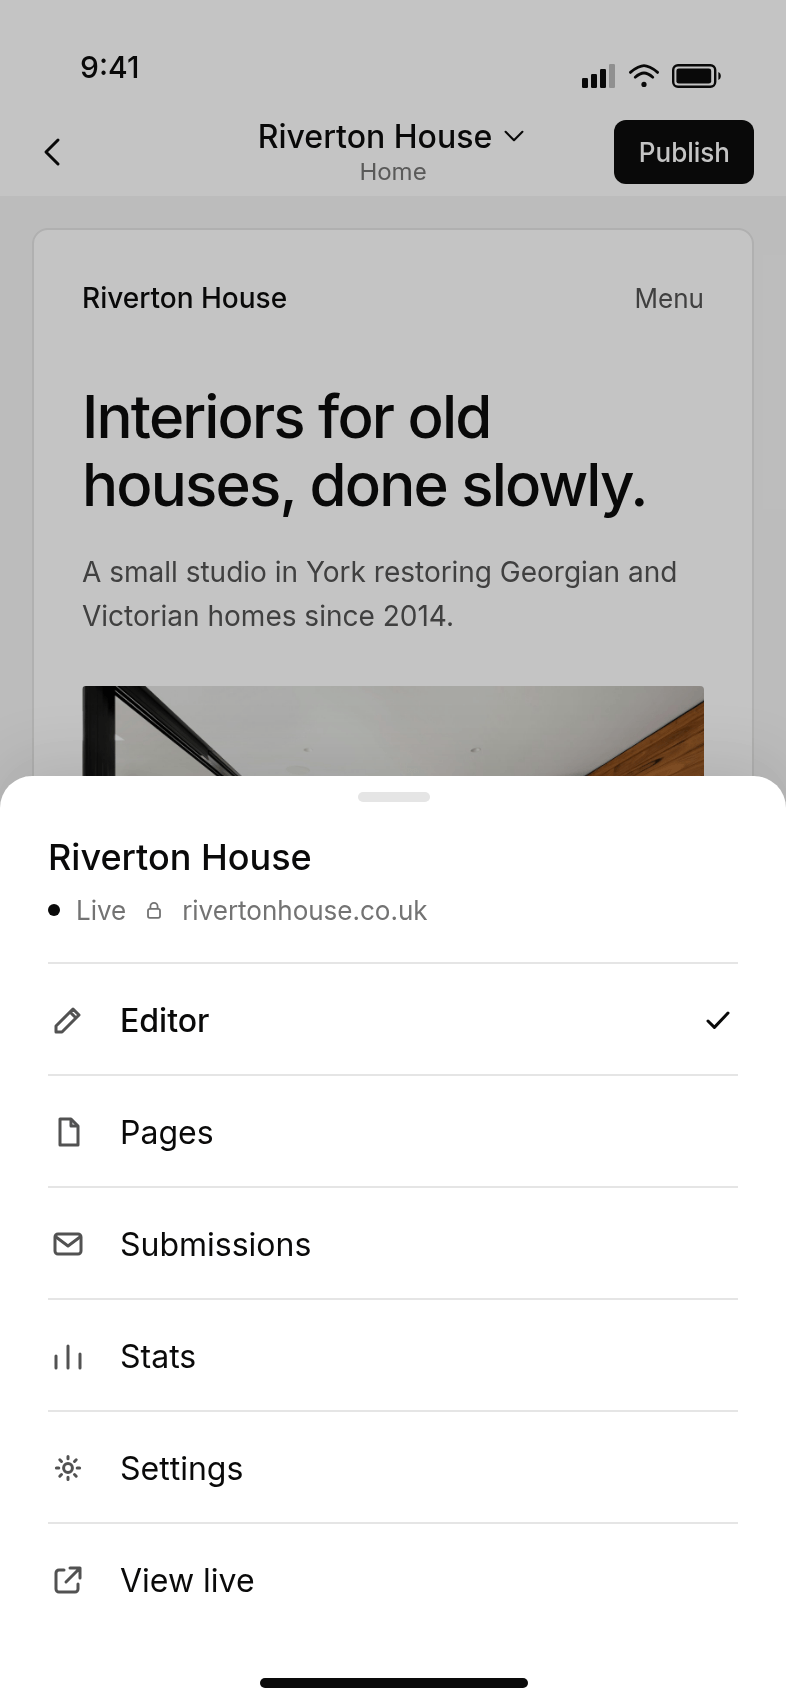 9:41
Riverton House
Home
Publish
Riverton House
Menu
Interiors for old
houses, done slowly.
A small studio in York restoring Georgian and
Victorian homes since 2014.
Riverton House
Live rivertonhouse.co.uk
Editor
Pages
Submissions
Stats
Settings
View live